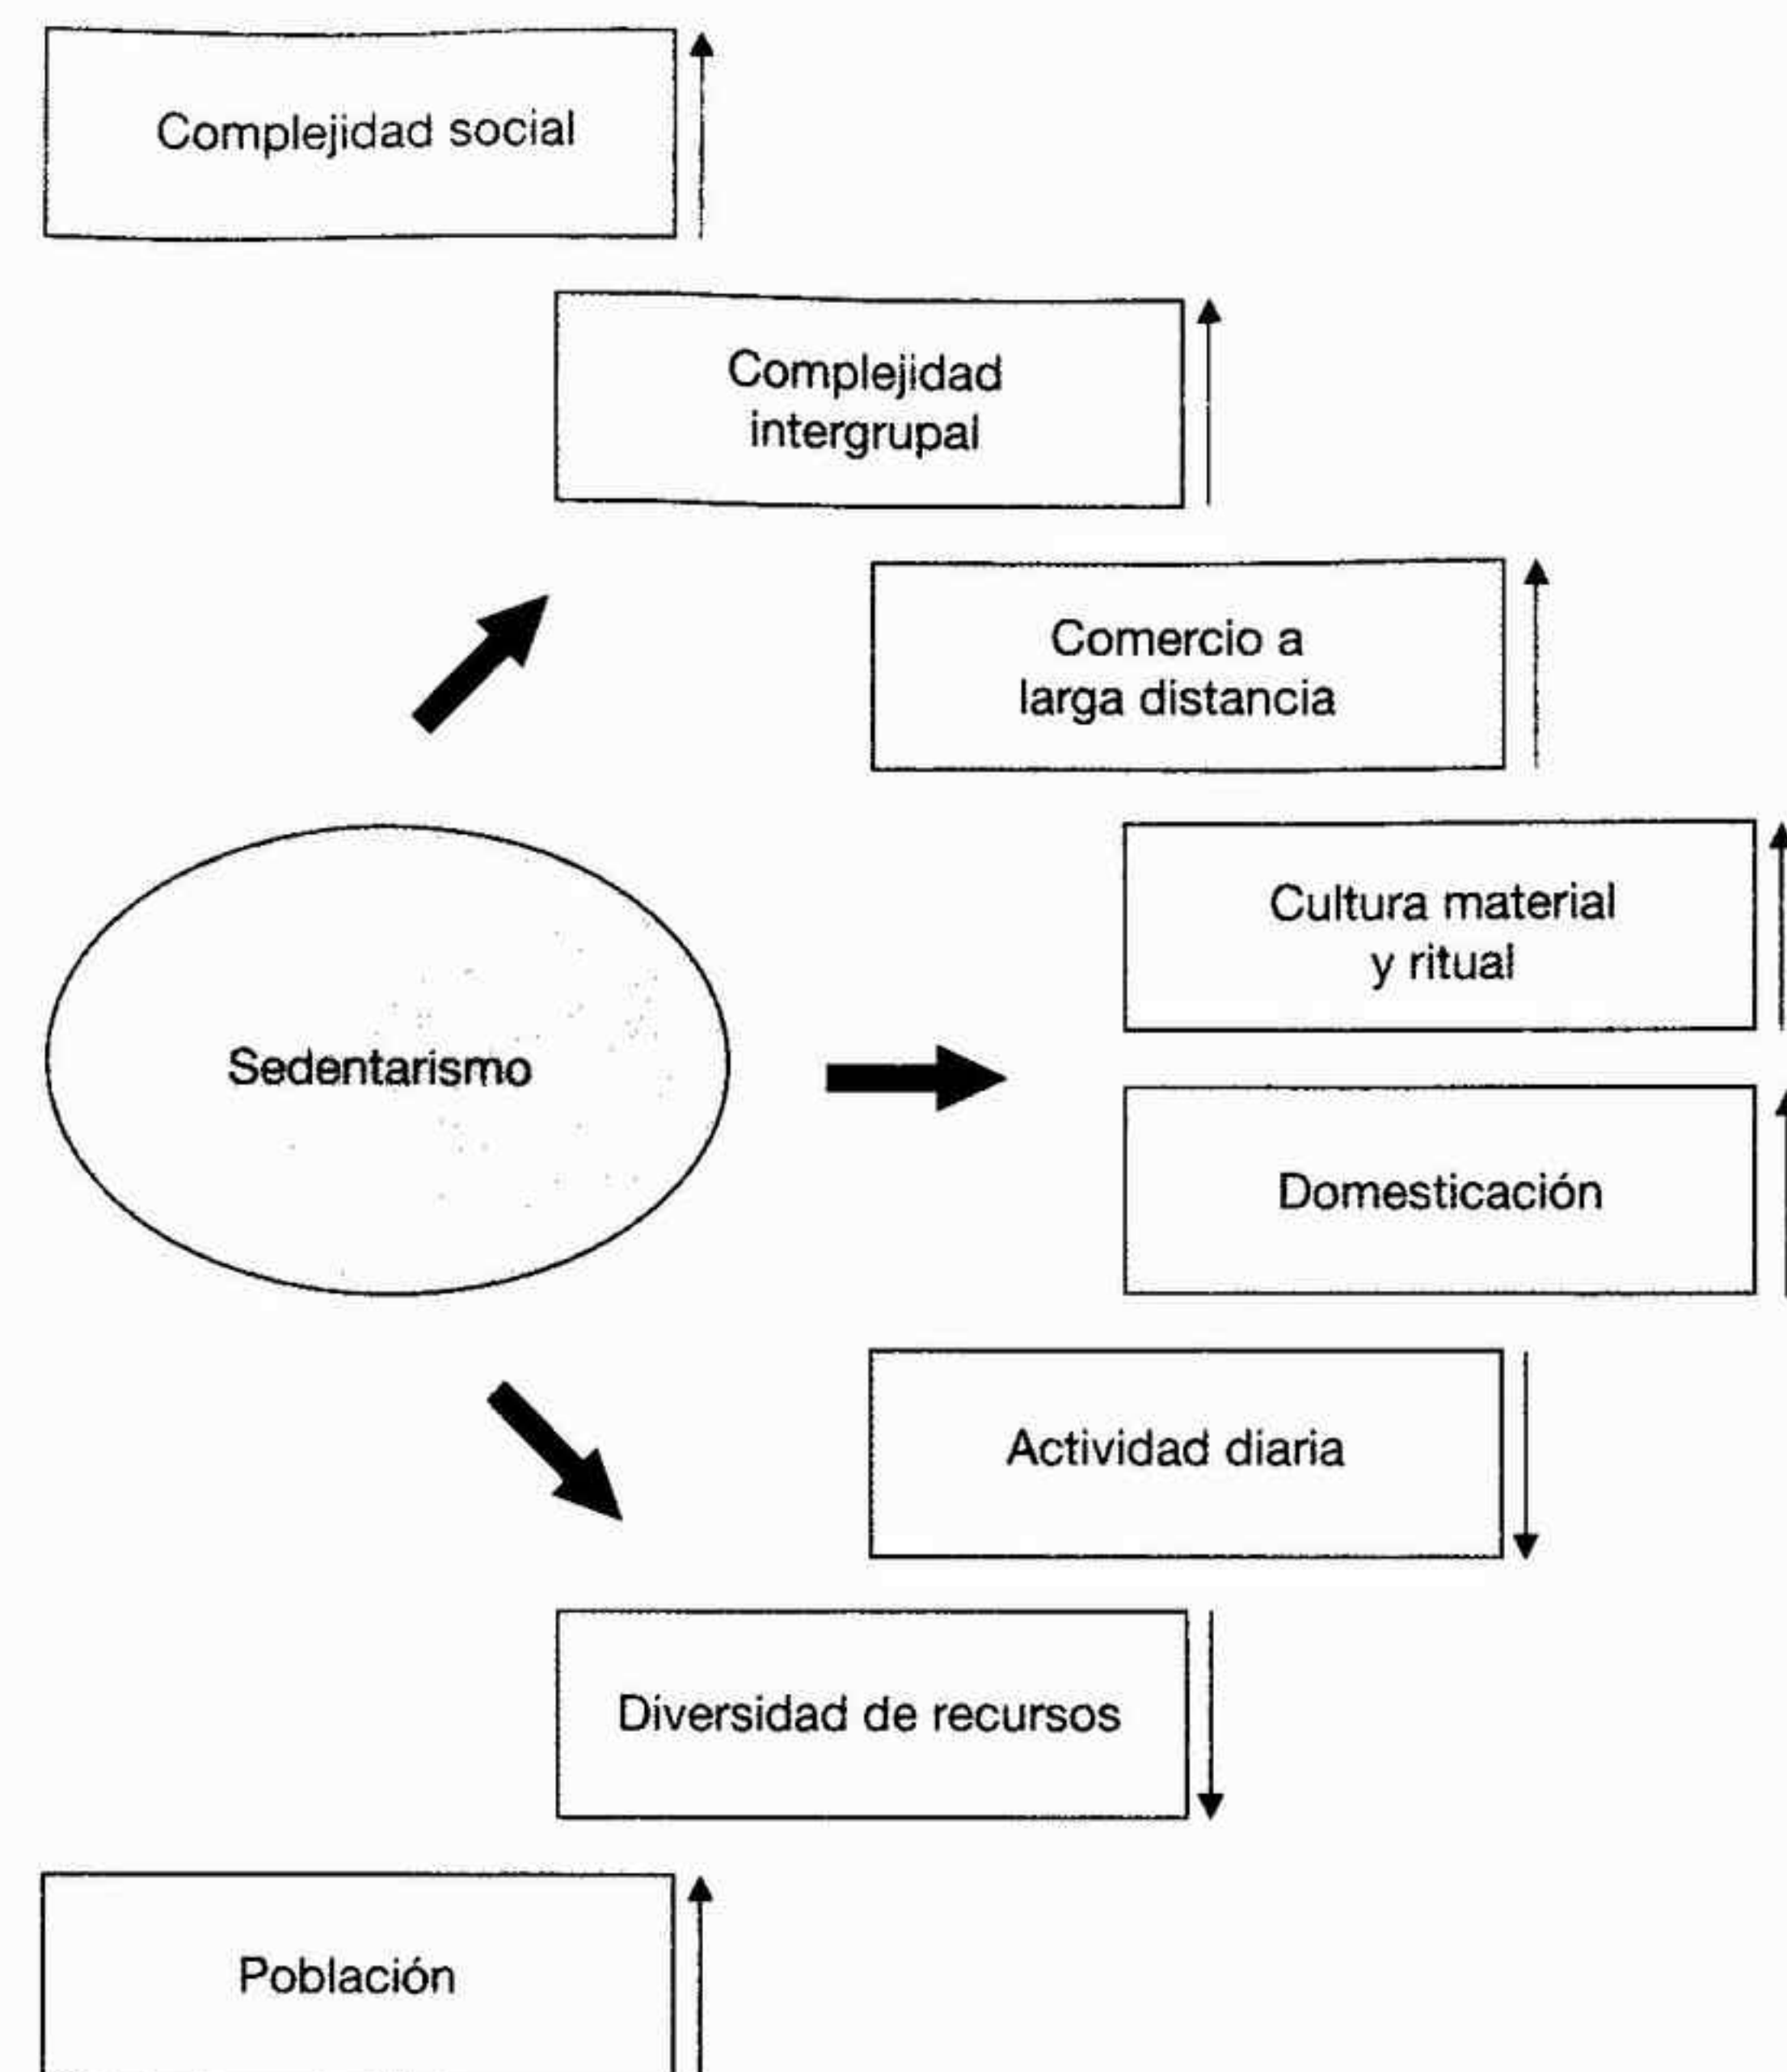 Complejidad social
Complejidad
intergrupal
Comercio a
larga distancia
Cultura material
y ritual
Sedentarismo
Domesticación
Actividad diaria
Diversidad de recursos
Población